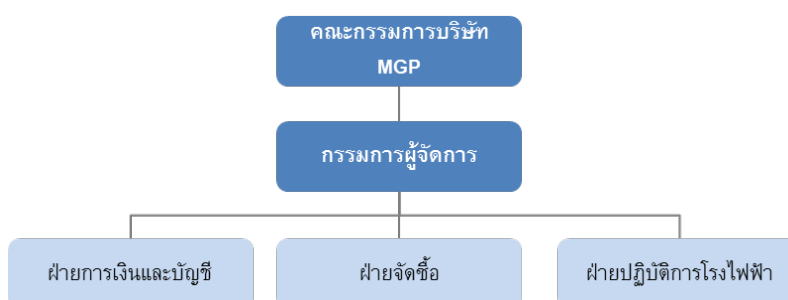 คณะกรรมการบริษัท
MGP
กรรมการผู้จัดการ
ฝ่ายการเงินและบัญชี
ฝ่ายจัดซื้อ
ฝ่ายปฏิบัติการโรงไฟฟ้า